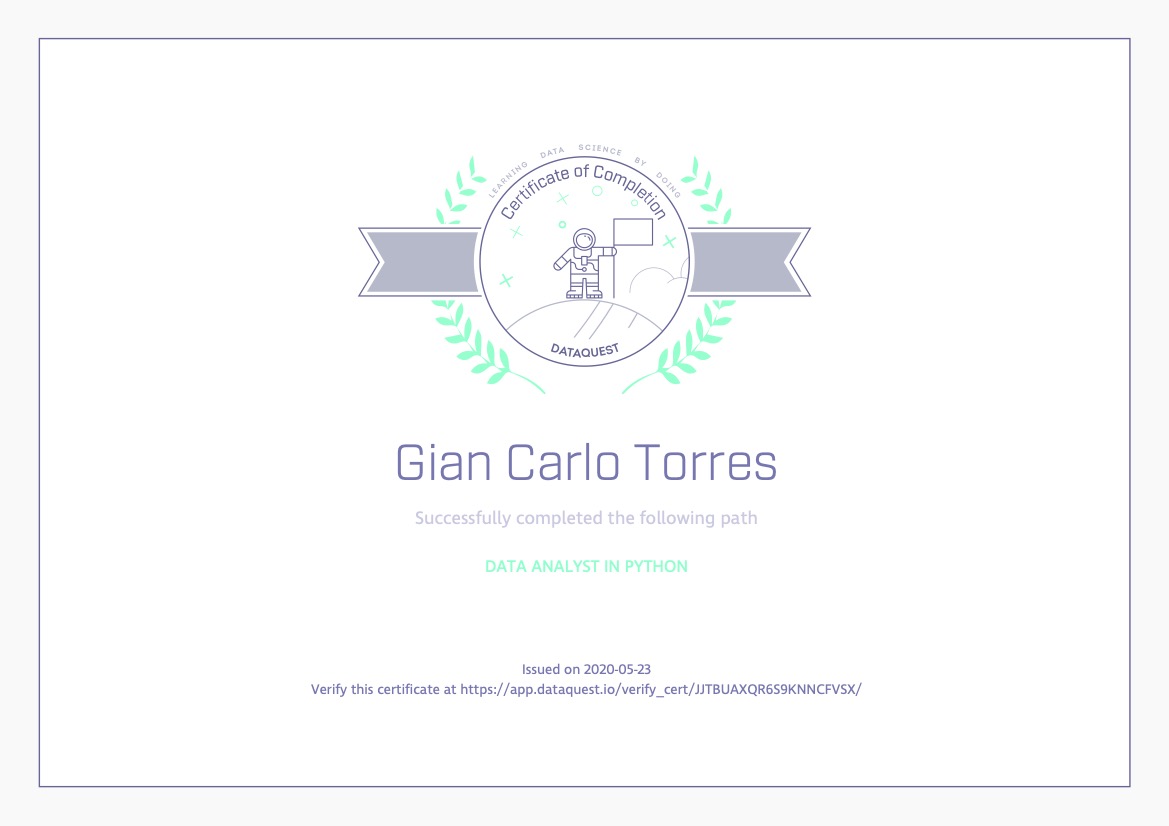 LEARNING DATA SCIENCE BY DOING
Certificate of Completion
DATAQUEST
Gian Carlo Torres
Successfully completed the following path
DATA ANALYST IN PYTHON
Issued on 2020-05-23
Verify this certificate at https://app.dataquest.io/verify_cert/JJTBUAXQR6S9KNNCFVSX/